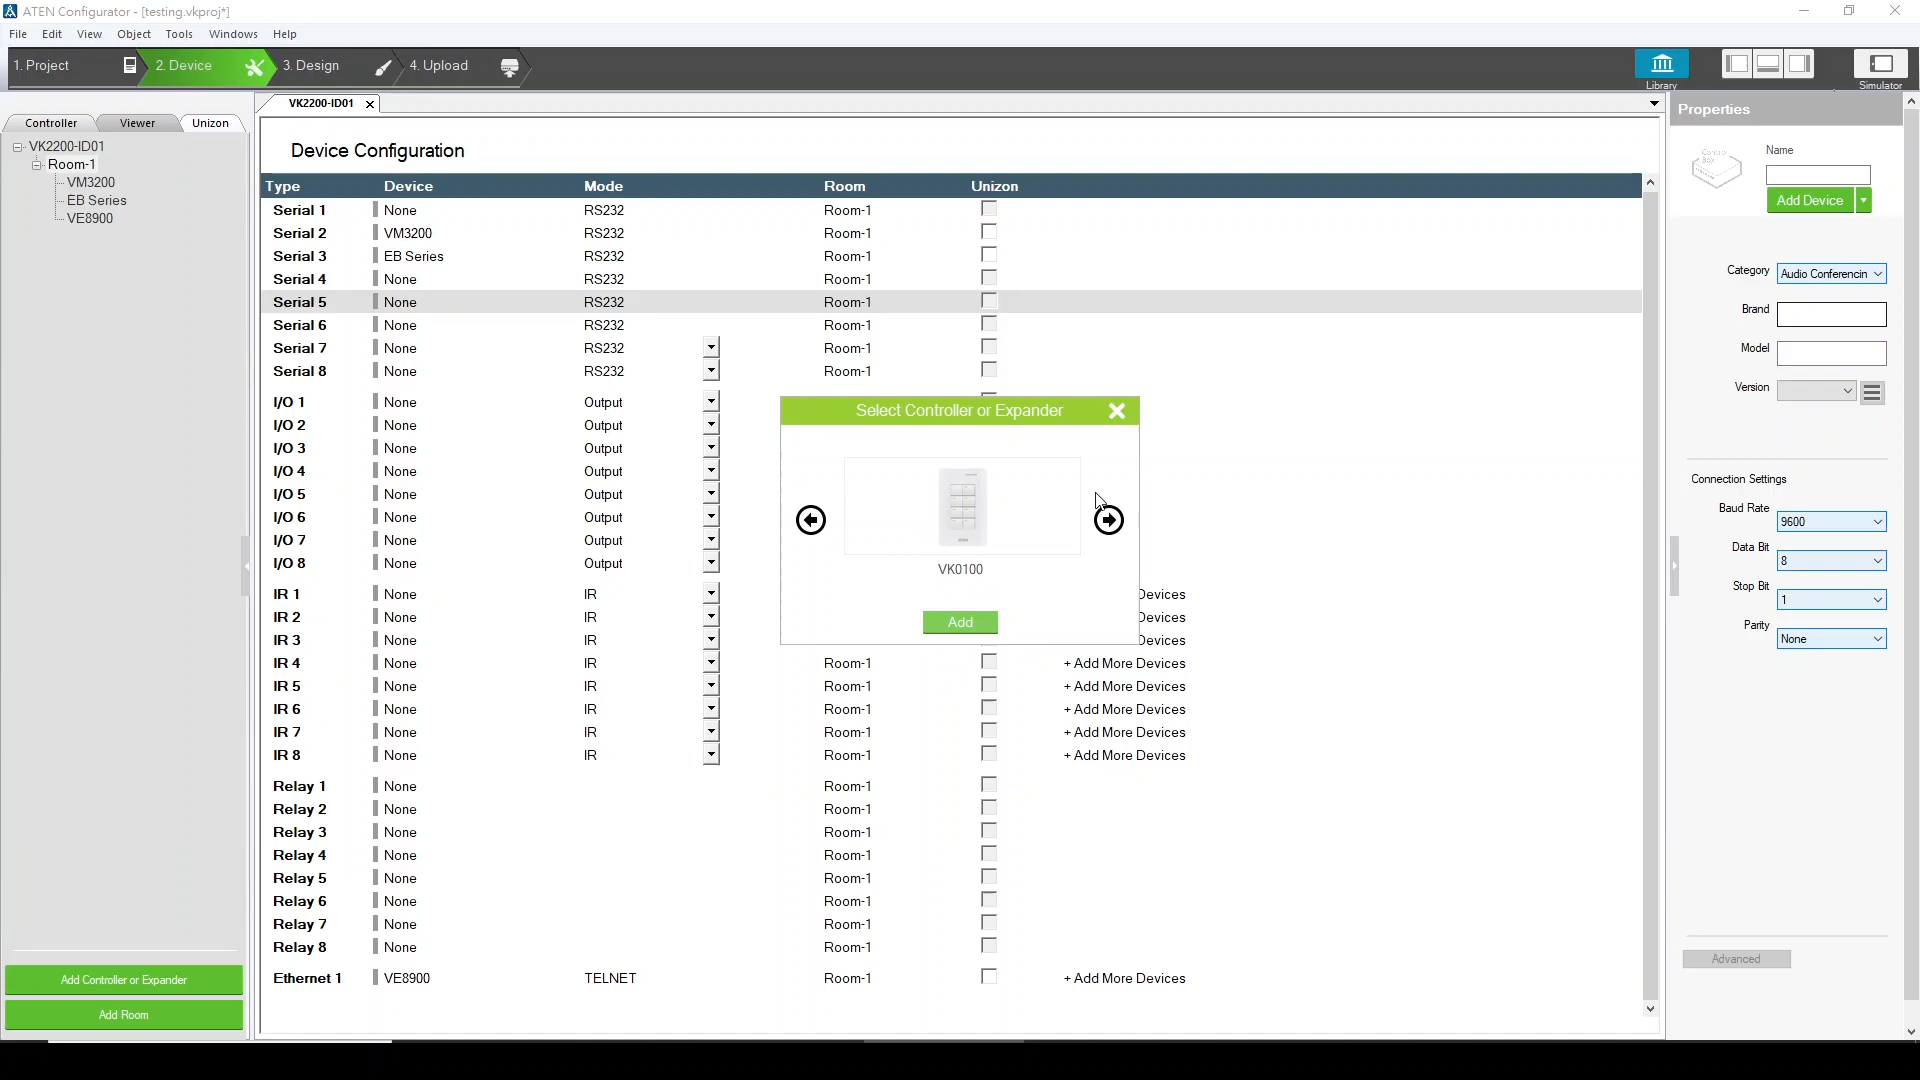 ATEN Configurator - [testing.vkproj*]
File Edit View Object Tools Windows Help
1. Project 2. Device 3. Design 4. Upload
Library Simulator
Controller Viewer Unizon
VK2200-ID01
Room-1
VM3200
EB Series
VE8900
Add Controller or Expander
Add Room
VK2200-ID01
Device Configuration
Type Device Mode Room Unizon
Serial 1 None RS232 Room-1
Serial 2 VM3200 RS232 Room-1
Serial 3 EB Series RS232 Room-1
Serial 4 None RS232 Room-1
Serial 5 None RS232 Room-1
Serial 6 None RS232 Room-1
Serial 7 None RS232 Room-1
Serial 8 None RS232 Room-1
I/O 1 None Output
I/O 2 None Output
I/O 3 None Output
I/O 4 None Output
I/O 5 None Output
I/O 6 None Output
I/O 7 None Output
I/O 8 None Output
IR 1 None IR Devices
IR 2 None IR Devices
IR 3 None IR Devices
IR 4 None IR Room-1 + Add More Devices
IR 5 None IR Room-1 + Add More Devices
IR 6 None IR Room-1 + Add More Devices
IR 7 None IR Room-1 + Add More Devices
IR 8 None IR Room-1 + Add More Devices
Relay 1 None Room-1
Relay 2 None Room-1
Relay 3 None Room-1
Relay 4 None Room-1
Relay 5 None Room-1
Relay 6 None Room-1
Relay 7 None Room-1
Relay 8 None Room-1
Ethernet 1 VE8900 TELNET Room-1 + Add More Devices
Select Controller or Expander
VK0100
Add
Properties
Control
Box
Name
Add Device
Category Audio Conferencin
Brand
Model
Version
Connection Settings
Baud Rate 9600
Data Bit 8
Stop Bit 1
Parity None
Advanced